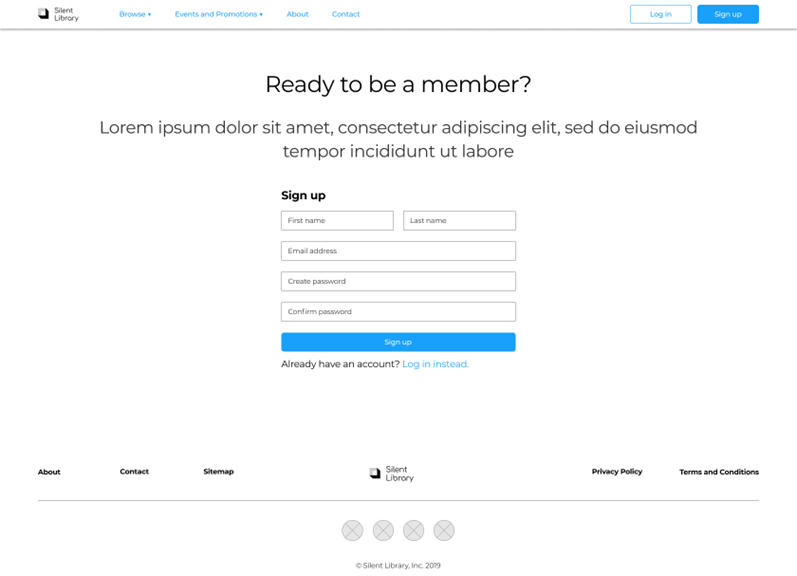 Silent
Library
Browse ▾
Events and Promotions ▾
About
Contact
Log in
Sign up
Ready to be a member?
Lorem ipsum dolor sit amet, consectetur adipiscing elit, sed do eiusmod
tempor incididunt ut labore
Sign up
First name
Last name
Email address
Create password
Confirm password
Sign up
Already have an account? Log in instead.
About
Contact
Sitemap
Silent
Library
Privacy Policy
Terms and Conditions
© Silent Library, Inc. 2019